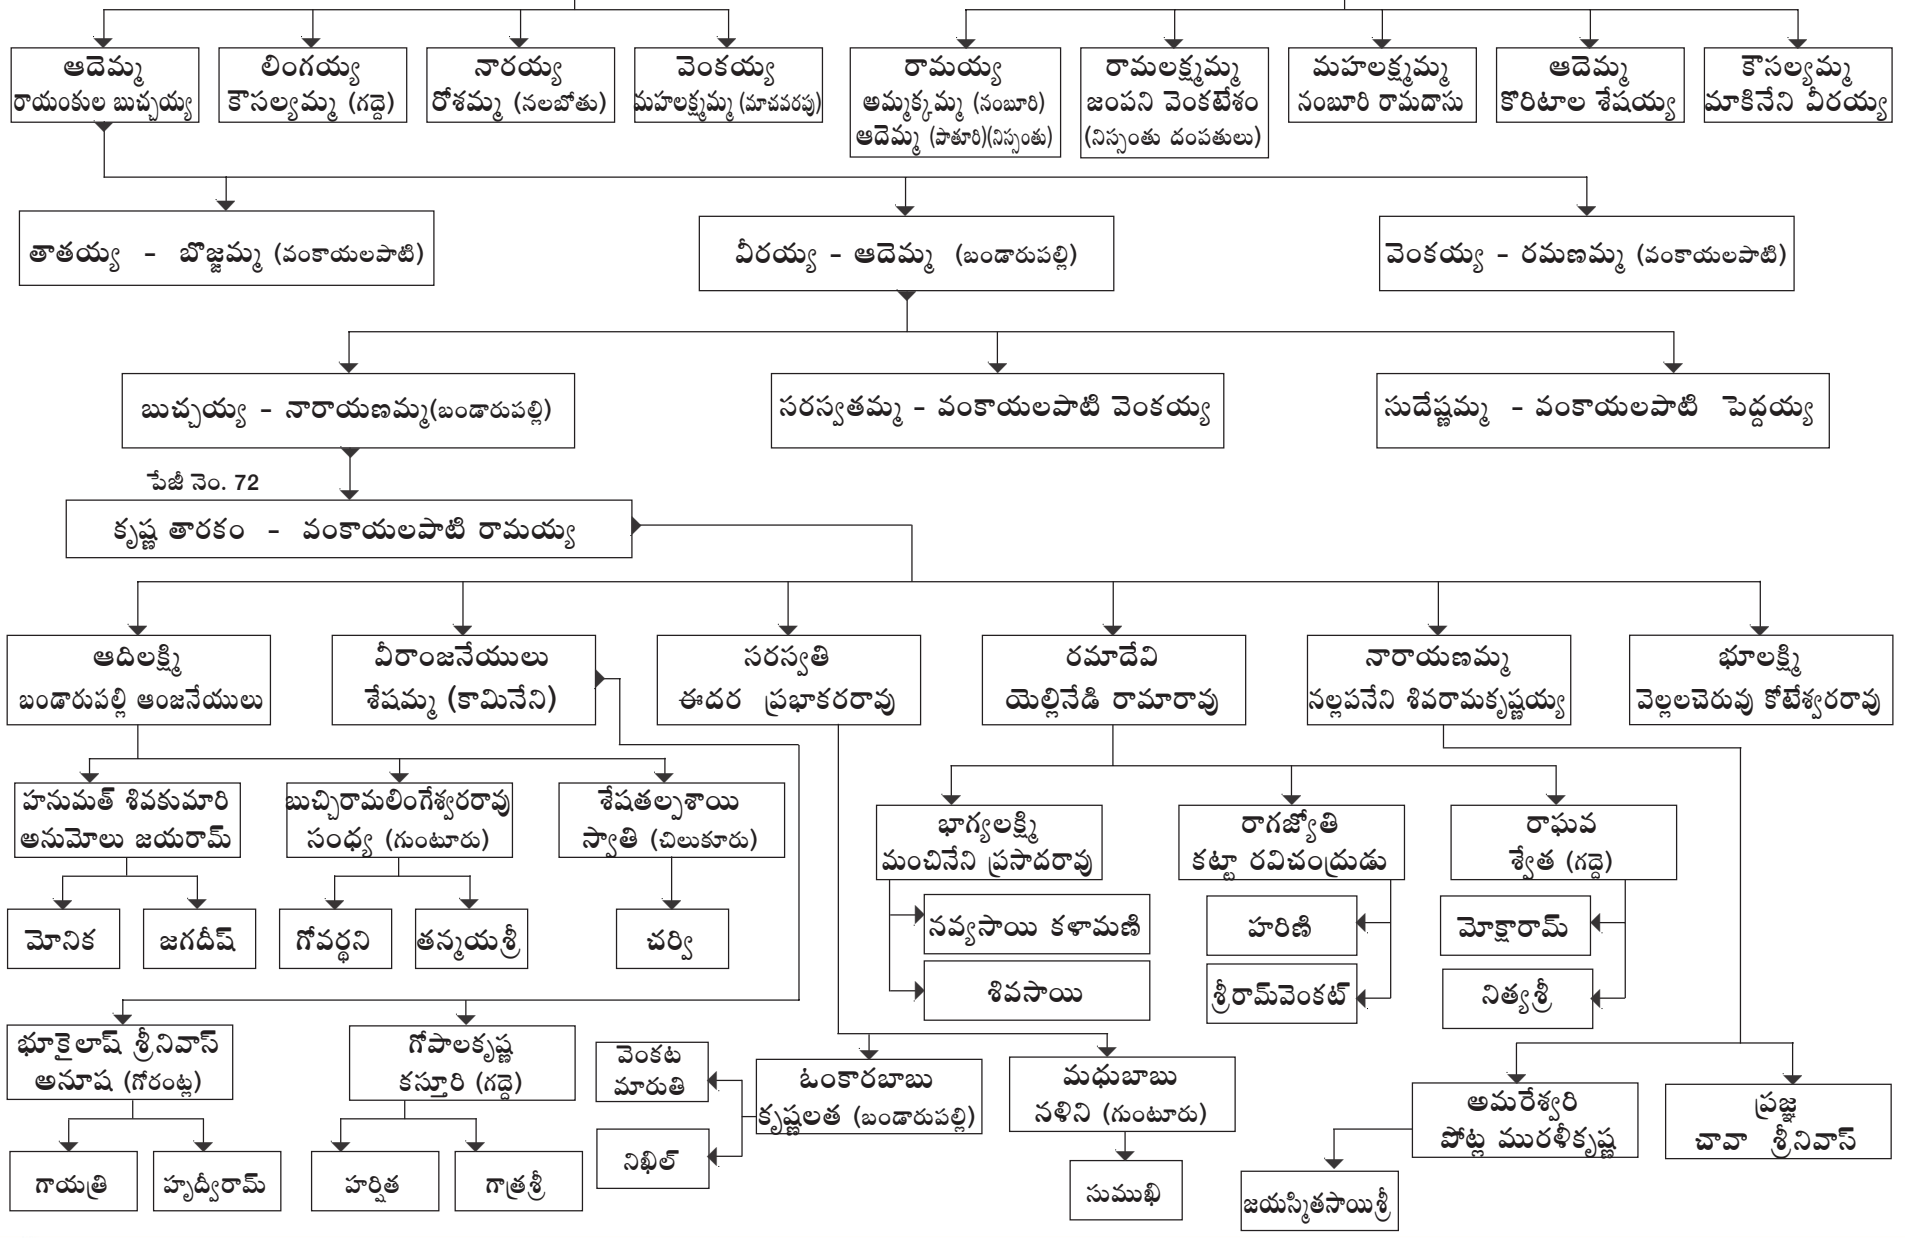 ఆదెమ్మ
రాయంకుల బుచ్చయ్య
లింగయ్య
కౌసల్యమ్మ (గద్దె)
నారయ్య
రోశమ్మ (నలబోతు)
వెంకయ్య
మహలక్ష్మమ్మ (మాచవరపు)
రామయ్య
అమ్మక్కమ్మ (నంబూరి)
ఆదెమ్మ (పాతూరి)(నిస్సంతు)
రామలక్ష్మమ్మ
జంపని వెంకటేశం
(నిస్సంతు దంపతులు)
మహలక్ష్మమ్మ
నంబూరి రామదాసు
ఆదెమ్మ
కొరిటాల శేషయ్య
కౌసల్యమ్మ
మాకినేని వీరయ్య
తాతయ్య - బొజ్జమ్మ (వంకాయలపాటి)
వీరయ్య - ఆదెమ్మ (బండారుపల్లి)
వెంకయ్య - రమణమ్మ (వంకాయలపాటి)
బుచ్చయ్య - నారాయణమ్మ(బండారుపల్లి)
సరస్వతమ్మ - వంకాయలపాటి వెంకయ్య
సుదేష్ణమ్మ - వంకాయలపాటి పెద్దయ్య
పేజీ నెం. 72
కృష్ణ తారకం - వంకాయలపాటి రామయ్య
ఆదిలక్ష్మి
బండారుపల్లి ఆంజనేయులు
వీరాంజనేయులు
శేషమ్మ (కామినేని)
సరస్వతి
ఈదర ప్రభాకరరావు
రమాదేవి
యెల్లినేడి రామారావు
నారాయణమ్మ
నల్లపనేని శివరామకృష్ణయ్య
భూలక్ష్మి
వెల్లలచెరువు కోటేశ్వరరావు
హనుమత్ శివకుమారి
అనుమోలు జయరామ్
బుచ్చిరామలింగేశ్వరరావు
సంధ్య (గుంటూరు)
శేషతల్పశాయి
స్వాతి (చిలుకూరు)
భాగ్యలక్ష్మి
మంచినేని ప్రసాదరావు
రాగజ్యోతి
కట్టా రవిచంద్రుడు
రాఘవ
శ్వేత (గద్దె)
మోనిక
జగదీష్
గోవర్థని
తన్మయశ్రీ
చర్వి
నవ్యసాయి కళామణి
శివసాయి
హరిణి
శ్రీరామ్‌వెంకట్
మోక్షారామ్
నిత్యశ్రీ
భూకైలాష్ శ్రీనివాస్
అనూష (గోరంట్ల)
గోపాలకృష్ణ
కస్తూరి (గద్దె)
వెంకట
మారుతి
నిఖిల్
ఓంకారబాబు
కృష్ణలత (బండారుపల్లి)
మధుబాబు
నళిని (గుంటూరు)
అమరేశ్వరి
పోట్ల మురళీకృష్ణ
ప్రజ్ఞ
చావా శ్రీనివాస్
గాయత్రి
హృద్వీరామ్
హర్షిత
గాత్రశ్రీ
సుముఖి
జయస్మితసాయిశ్రీ